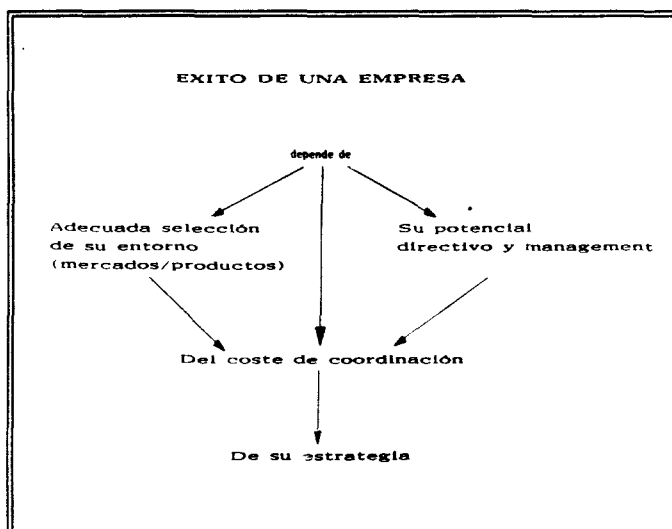 EXITO DE UNA EMPRESA
depende de
Adecuada selección
de su entorno
(mercados/productos)
Su potencial
directivo y management
Del coste de coordinación
De su estrategia